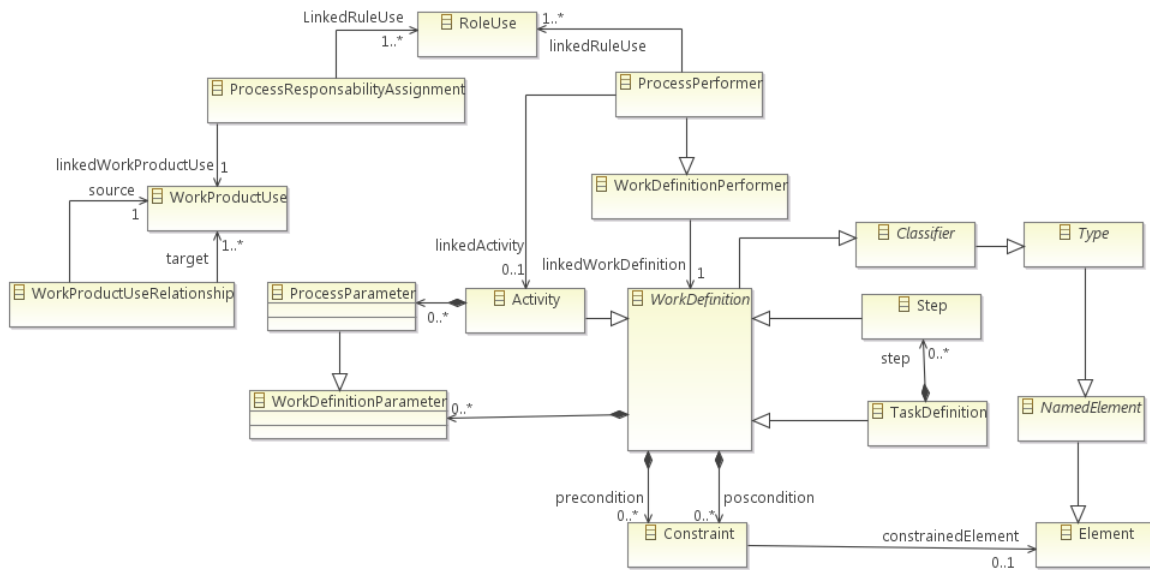 LinkedRuleUse
1..*
RoleUse
1..*
linkedRuleUse
ProcessResponsabilityAssignment
ProcessPerformer
linkedWorkProductUse
1
source
1
WorkProductUse
WorkDefinitionPerformer
1..*
target
linkedActivity
0..1
linkedWorkDefinition
1
Classifier
Type
WorkProductUseRelationship
ProcessParameter
0..*
Activity
WorkDefinition
Step
step
0..*
WorkDefinitionParameter
0..*
TaskDefinition
NamedElement
precondition
0..*
poscondition
0..*
Constraint
constrainedElement
0..1
Element